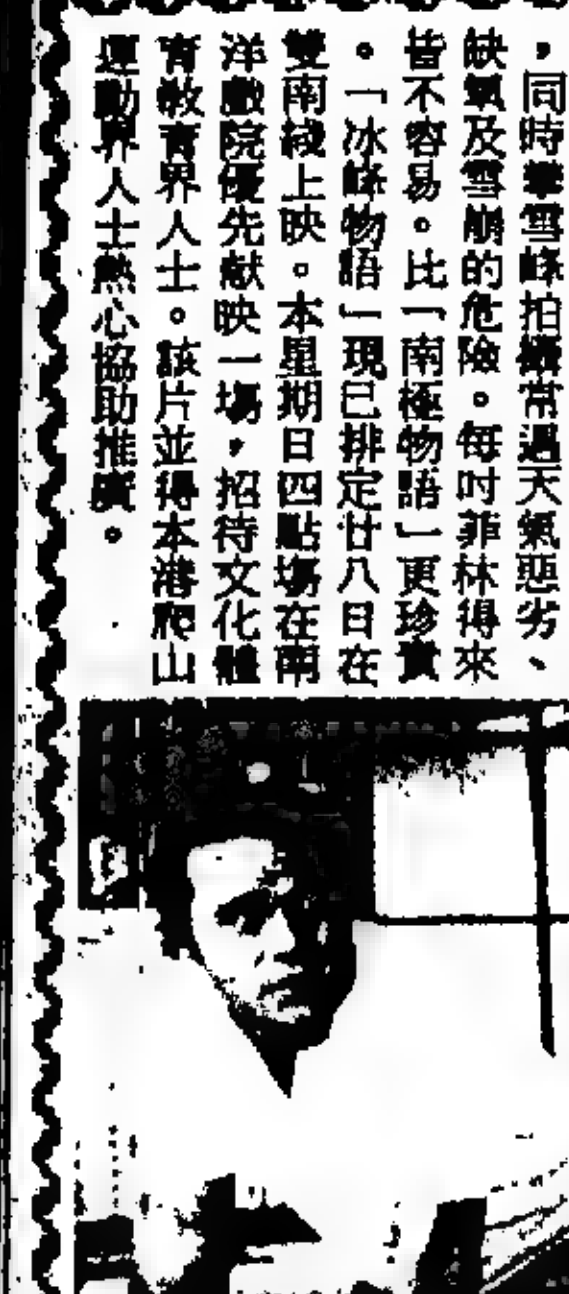 ，同時攀雪峰拍攝常遇天氣惡劣、
缺氧及雪崩的危險。每吋菲林得來
皆不容易。比「南極物語」更珍貴
。「冰峰物語」現已排定廿八日在
雙南綫上映。本星期日四點塲在南
洋戲院優先献映一塲，招待文化體
育教育界人士。該片並得本港爬山
運動界人士熱心協助推廣。